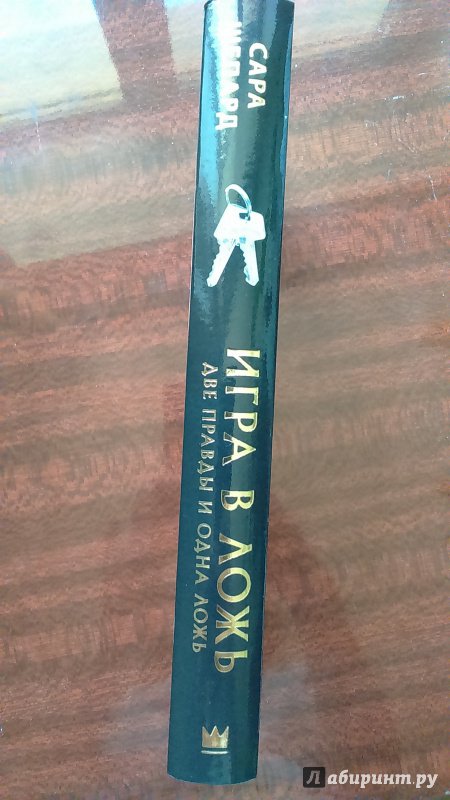 САРА
ШЕПАРД
ИГРА В ЛОЖЬ
ДВЕ ПРАВДЫ И ОДНА ЛОЖЬ
Лабиринт.ру